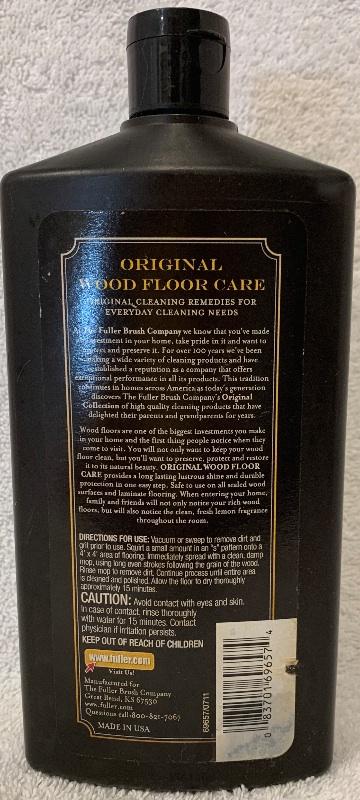 ORIGINAL
WOOD FLOOR CARE
ORIGINAL CLEANING REMEDIES FOR
EVERYDAY CLEANING NEEDS
At The Fuller Brush Company we know that you've made
investment in your home, take pride in it and want to
protect and preserve it. For over 100 years we've been
making a wide variety of cleaning products and have
established a reputation as a company that offers
exceptional performance in all its products. This tradition
continues in homes across America as today's generation
discovers The Fuller Brush Company's Original
Collection of high quality cleaning products that have
delighted their parents and grandparents for years.
Wood floors are one of the biggest investments you make
in your home and the first thing people notice when they
come to visit. You will not only want to keep your wood
floor clean, but you'll want to preserve, protect and restore
it to its natural beauty. ORIGINAL WOOD FLOOR
CARE provides a long lasting lustrous shine and durable
protection in one easy step. Safe to use on all sealed wood
surfaces and laminate flooring. When entering your home,
family and friends will not only notice your rich wood
floors, but will also notice the clean, fresh lemon fragrance
throughout the room.
DIRECTIONS FOR USE: Vacuum or sweep to remove dirt and
grit prior to use. Squirt a small amount in an "s" pattern onto a
4' x 4' area of flooring. Immediately spread with a clean, damp
mop, using long even strokes following the grain of the wood.
Rinse mop to remove dirt. Continue process until entire area
is cleaned and polished. Allow the floor to dry thoroughly
approximately 15 minutes.
CAUTION: Avoid contact with eyes and skin.
In case of contact, rinse thoroughly
with water for 15 minutes. Contact
physician if irritation persists.
KEEP OUT OF REACH OF CHILDREN
www.fuller.com
Visit Us!
Manufactured for
The Fuller Brush Company
Great Bend, KS 67530
www.fuller.com
Questions call 800-821-7067
MADE IN USA
69657/0711
0 83701 69657 4